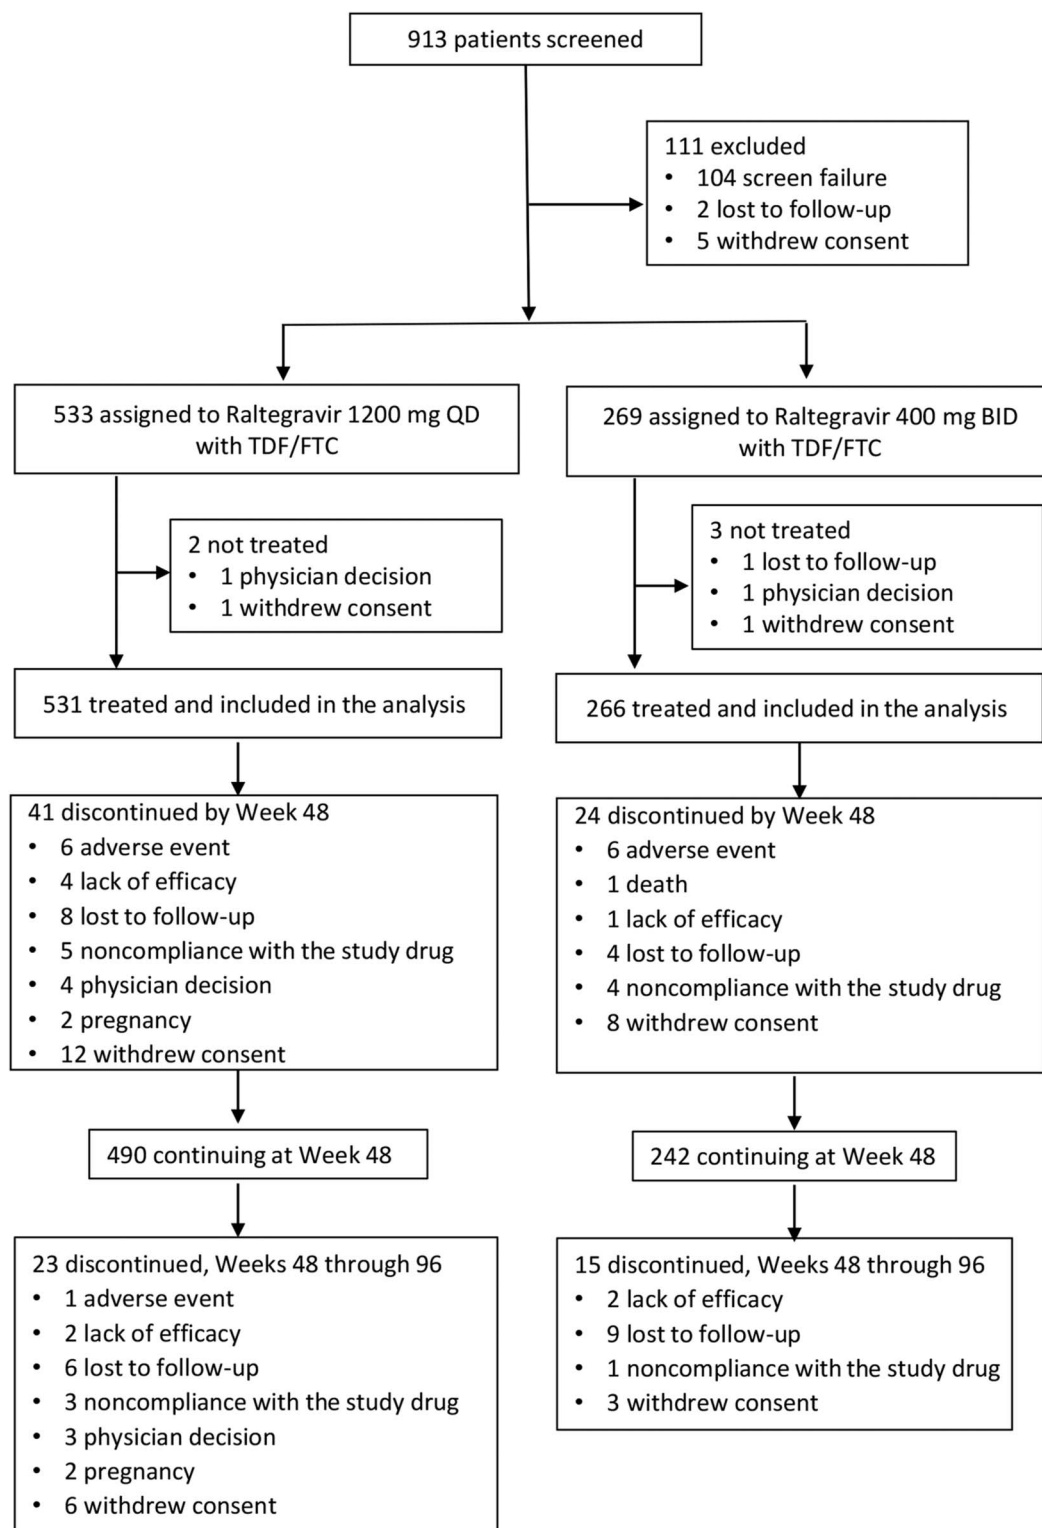 913 patients screened
111 excluded
• 104 screen failure
• 2 lost to follow-up
• 5 withdrew consent
533 assigned to Raltegravir 1200 mg QD
with TDF/FTC
269 assigned to Raltegravir 400 mg BID
with TDF/FTC
2 not treated
• 1 physician decision
• 1 withdrew consent
3 not treated
• 1 lost to follow-up
• 1 physician decision
• 1 withdrew consent
531 treated and included in the analysis
266 treated and included in the analysis
41 discontinued by Week 48
• 6 adverse event
• 4 lack of efficacy
• 8 lost to follow-up
• 5 noncompliance with the study drug
• 4 physician decision
• 2 pregnancy
• 12 withdrew consent
24 discontinued by Week 48
• 6 adverse event
• 1 death
• 1 lack of efficacy
• 4 lost to follow-up
• 4 noncompliance with the study drug
• 8 withdrew consent
490 continuing at Week 48
242 continuing at Week 48
23 discontinued, Weeks 48 through 96
• 1 adverse event
• 2 lack of efficacy
• 6 lost to follow-up
• 3 noncompliance with the study drug
• 3 physician decision
• 2 pregnancy
• 6 withdrew consent
15 discontinued, Weeks 48 through 96
• 2 lack of efficacy
• 9 lost to follow-up
• 1 noncompliance with the study drug
• 3 withdrew consent